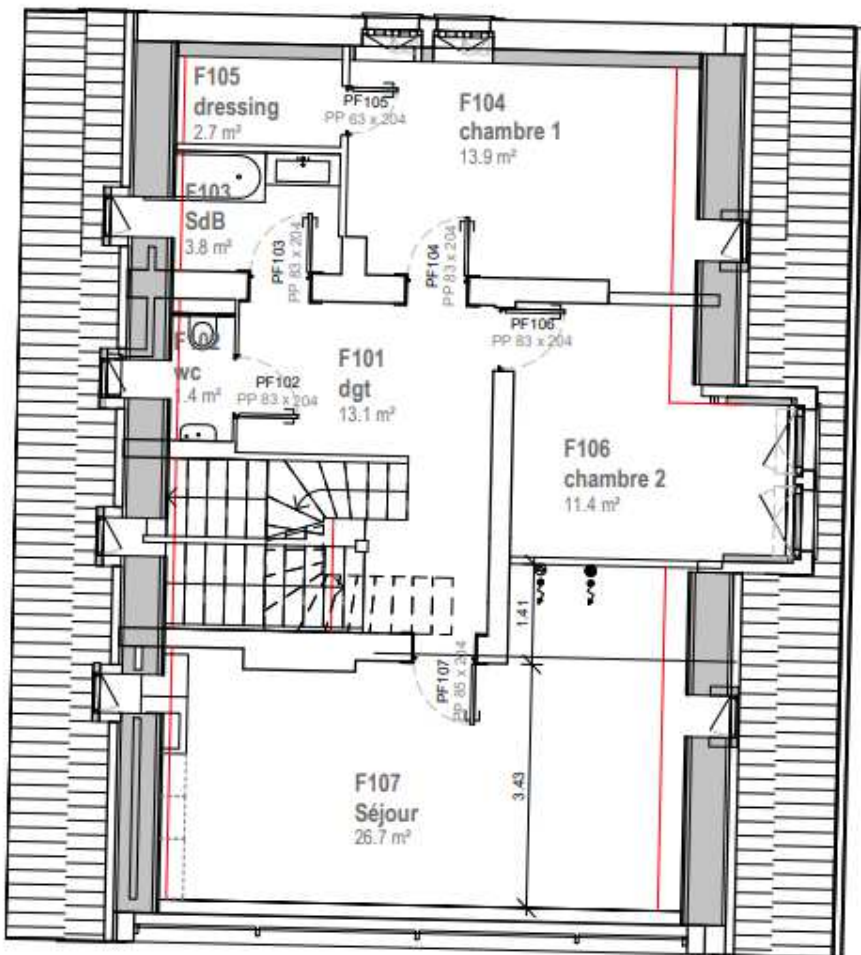 F105
dressing
2.7 m²
PF105
PP 63 x 204
F104
chambre 1
13.9 m²
F103
SdB
3.8 m²
PF103
PP 83 x 204
PF104
PP 83 x 204
PF106
PP 83 x 204
F102
wc
.4 m²
PF102
PP 83 x 204
F101
dgt
13.1 m²
F106
chambre 2
11.4 m²
1.41
PF107
PP 85 x 204
3.43
F107
Séjour
26.7 m²